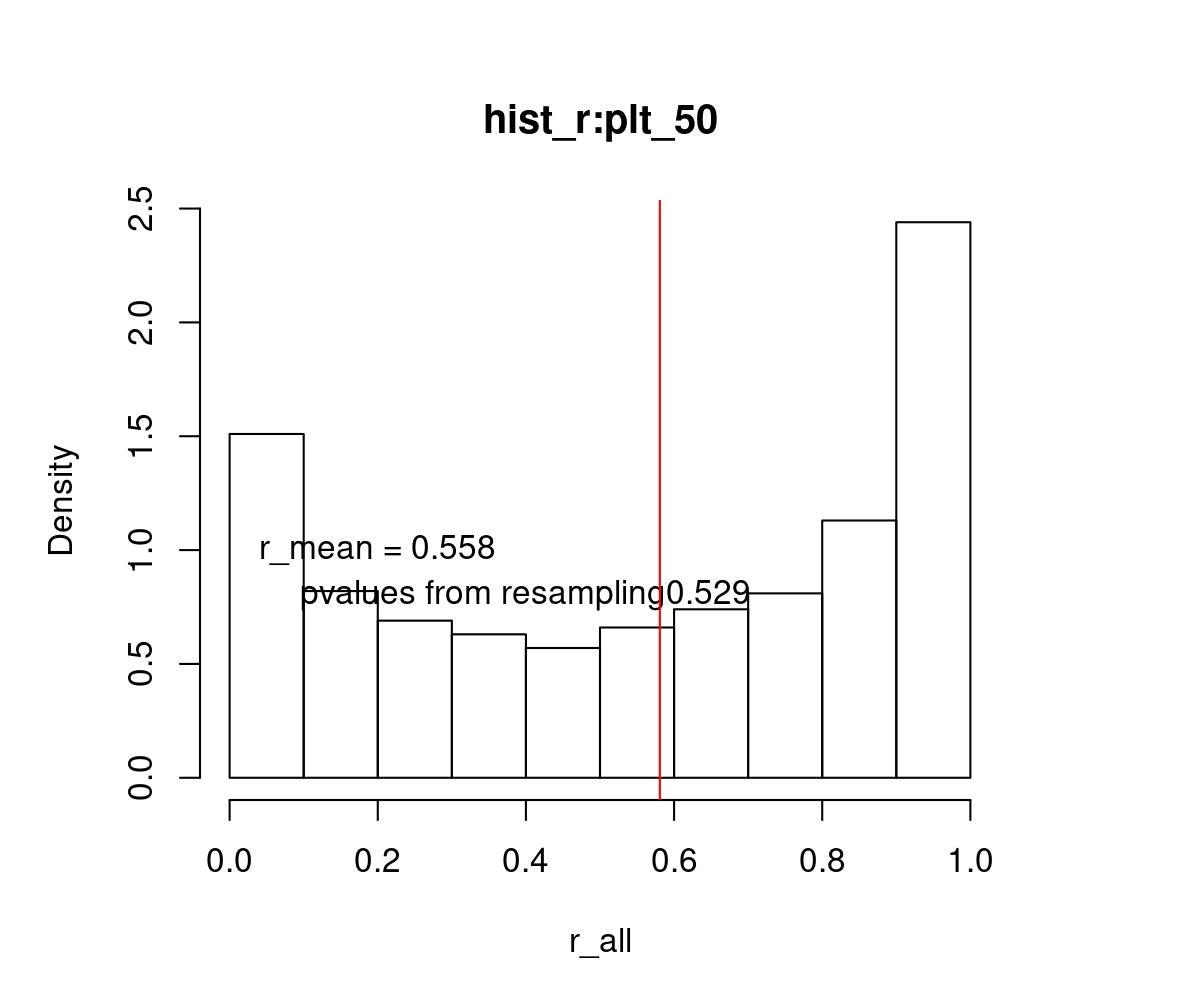 hist_r:plt_50
2.5
2.0
1.5
1.0
0.5
0.0
Density
r_mean = 0.558
pvalues from resampling0.529
0.0 0.2 0.4 0.6 0.8 1.0
r_all